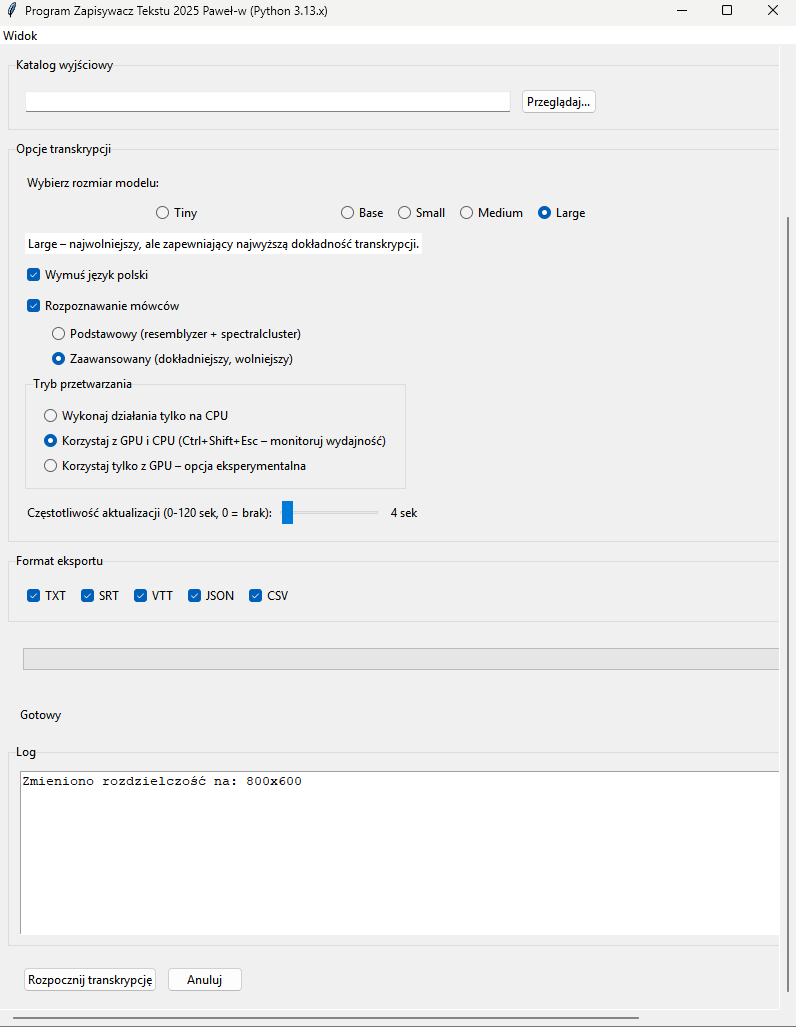 Program Zapisywacz Tekstu 2025 Paweł-w (Python 3.13.x)
Widok
Katalog wyjściowy
Przeglądaj...
Opcje transkrypcji
Wybierz rozmiar modelu:
Tiny Base Small Medium Large
Large – najwolniejszy, ale zapewniający najwyższą dokładność transkrypcji.
Wymuś język polski
Rozpoznawanie mówców
Podstawowy (resemblyzer + spectralcluster)
Zaawansowany (dokładniejszy, wolniejszy)
Tryb przetwarzania
Wykonaj działania tylko na CPU
Korzystaj z GPU i CPU (Ctrl+Shift+Esc – monitoruj wydajność)
Korzystaj tylko z GPU – opcja eksperymentalna
Częstotliwość aktualizacji (0-120 sek, 0 = brak): 4 sek
Format eksportu
TXT SRT VTT JSON CSV
Gotowy
Log
Zmieniono rozdzielczość na: 800x600
Rozpocznij transkrypcję Anuluj